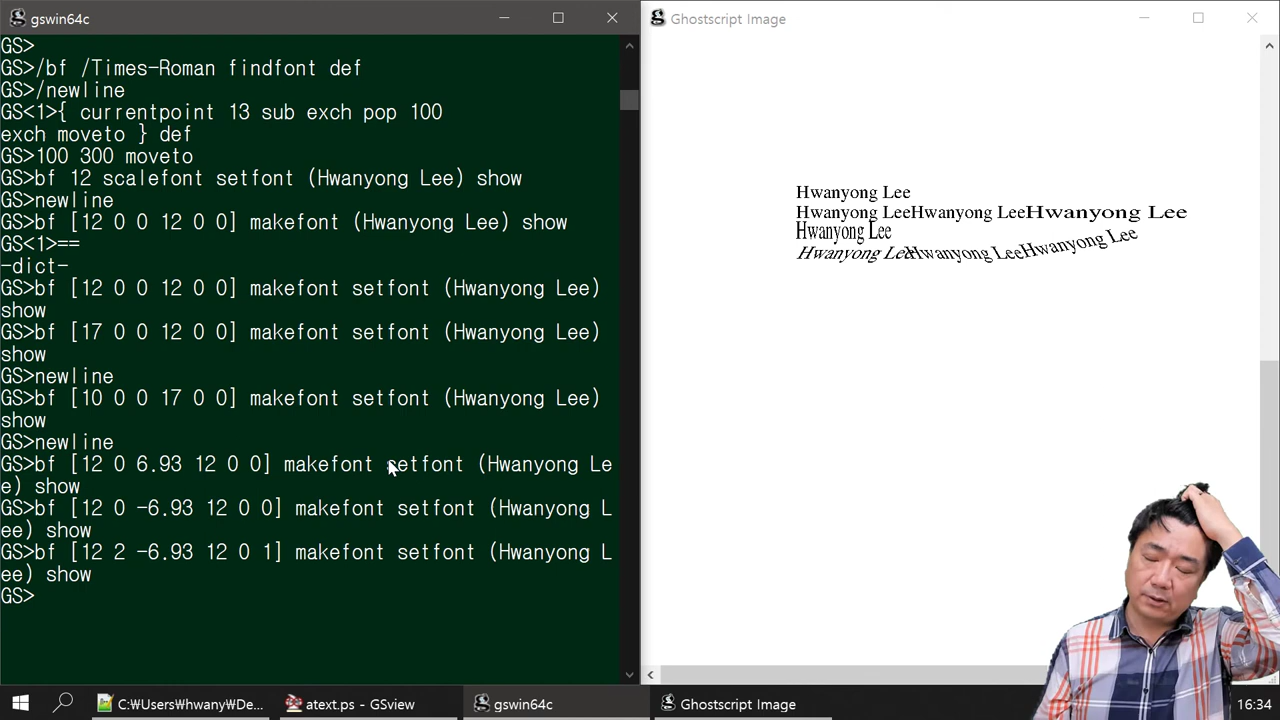 gswin64c
GS>
GS>/bf /Times-Roman findfont def
GS>/newline
GS<1>{ currentpoint 13 sub exch pop 100
exch moveto } def
GS>100 300 moveto
GS>bf 12 scalefont setfont (Hwanyong Lee) show
GS>newline
GS>bf [12 0 0 12 0 0] makefont (Hwanyong Lee) show
GS<1>==
-dict-
GS>bf [12 0 0 12 0 0] makefont setfont (Hwanyong Lee)
show
GS>bf [17 0 0 12 0 0] makefont setfont (Hwanyong Lee)
show
GS>newline
GS>bf [10 0 0 17 0 0] makefont setfont (Hwanyong Lee)
show
GS>newline
GS>bf [12 0 6.93 12 0 0] makefont setfont (Hwanyong Le
e) show
GS>bf [12 0 -6.93 12 0 0] makefont setfont (Hwanyong L
ee) show
GS>bf [12 2 -6.93 12 0 1] makefont setfont (Hwanyong L
ee) show
GS>
Ghostscript Image
Hwanyong Lee
Hwanyong LeeHwanyong LeeHwanyong Lee
Hwanyong Lee
Hwanyong LeeHwanyong LeeHwanyong Lee
C:₩Users₩hwany₩De...
atext.ps - GSview
gswin64c
Ghostscript Image
16:34